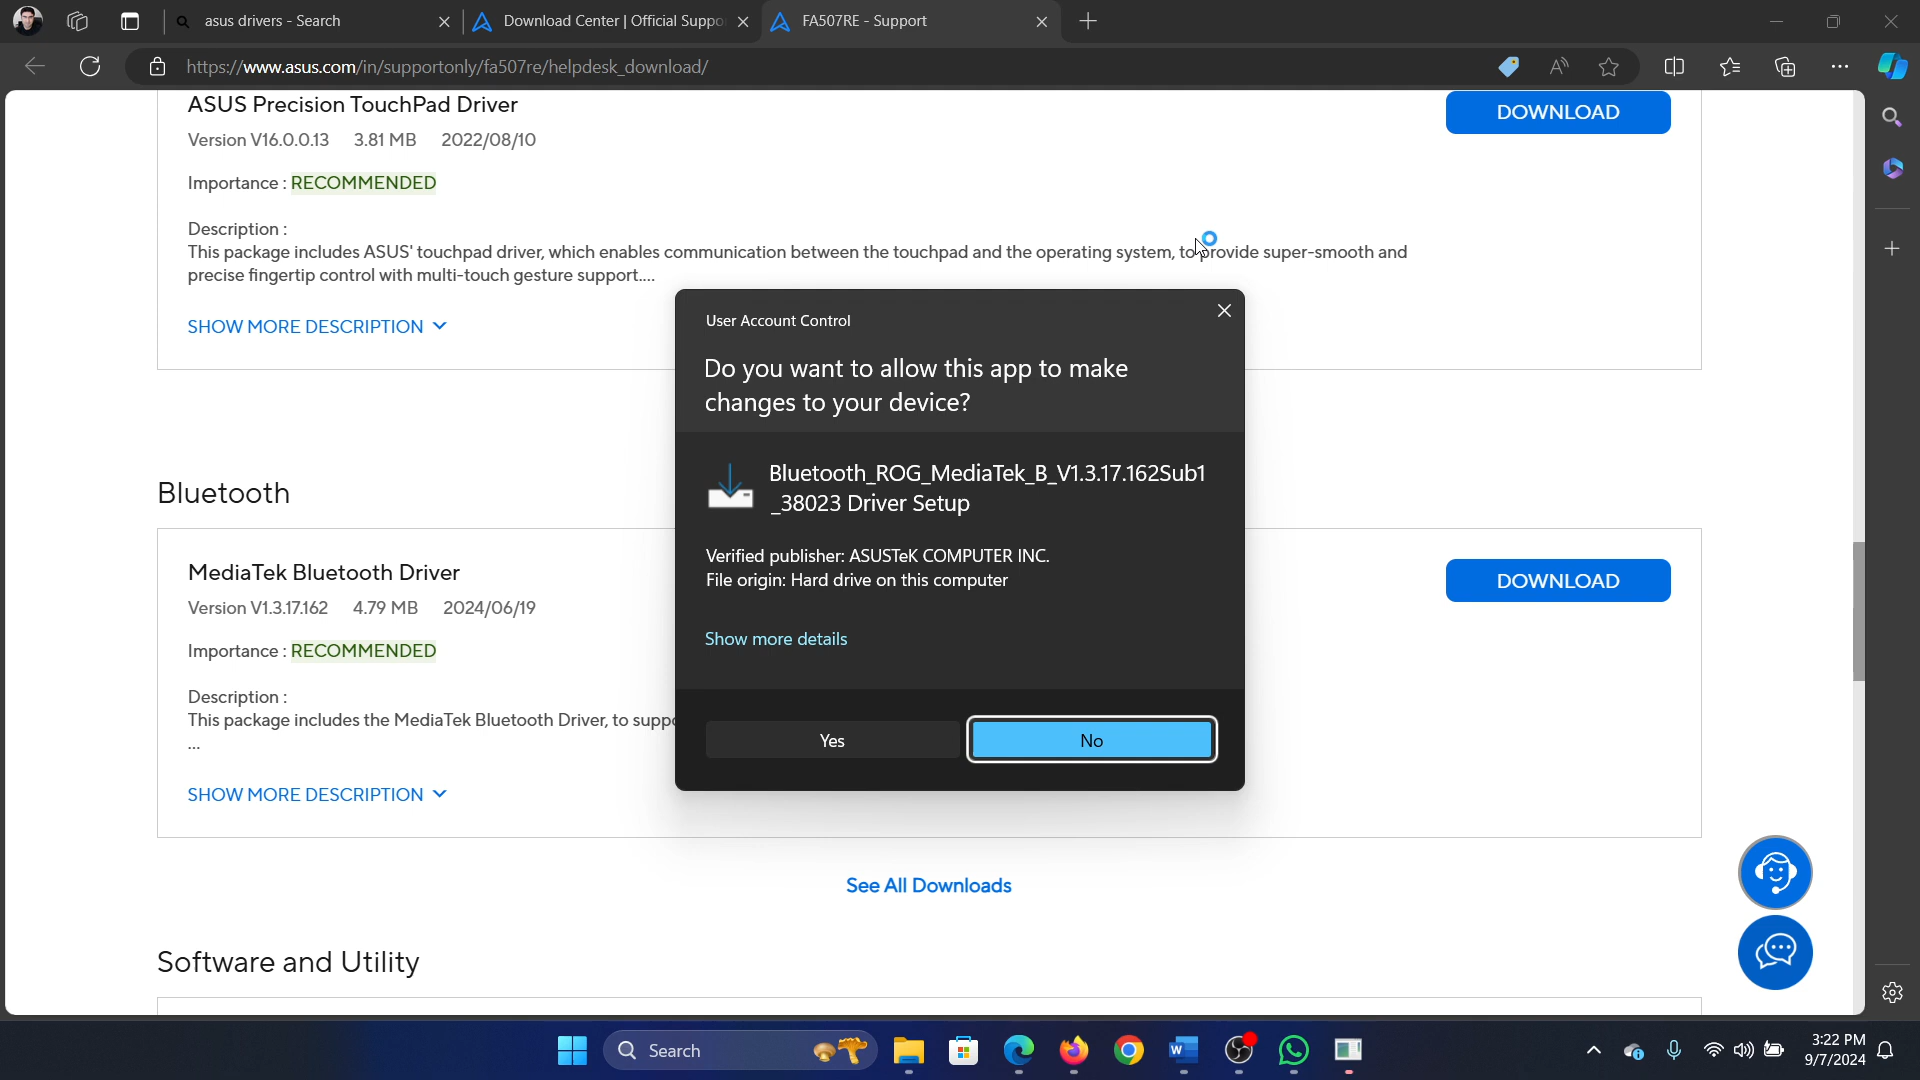 asus drivers - Search
Download Center | Official Suppo
FA507RE - Support
https://www.asus.com/in/supportonly/fa507re/helpdesk_download/
ASUS Precision TouchPad Driver
DOWNLOAD
Version V16.0.0.13 3.81 MB 2022/08/10
Importance : RECOMMENDED
Description :
This package includes ASUS' touchpad driver, which enables communication between the touchpad and the operating system, to provide super-smooth and
precise fingertip control with multi-touch gesture support....
SHOW MORE DESCRIPTION
User Account Control
Do you want to allow this app to make
changes to your device?
Bluetooth_ROG_MediaTek_B_V1.3.17.162Sub1
_38023 Driver Setup
Verified publisher: ASUSTeK COMPUTER INC.
File origin: Hard drive on this computer
Show more details
Yes
No
Bluetooth
MediaTek Bluetooth Driver
DOWNLOAD
Version V1.3.17.162 4.79 MB 2024/06/19
Importance : RECOMMENDED
Description :
This package includes the MediaTek Bluetooth Driver, to suppo
...
SHOW MORE DESCRIPTION
See All Downloads
Software and Utility
Search
3:22 PM
9/7/2024